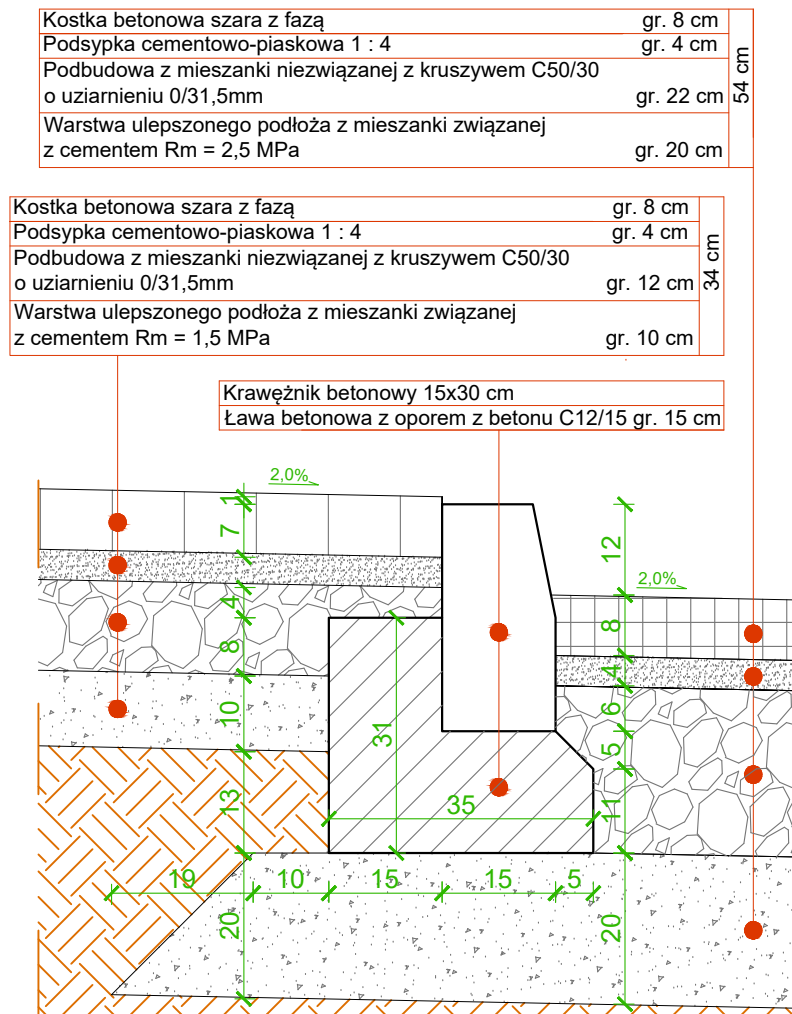 Kostka betonowa szara z fazą gr. 8 cm
Podsypka cementowo-piaskowa 1 : 4 gr. 4 cm
Podbudowa z mieszanki niezwiązanej z kruszywem C50/30
o uziarnieniu 0/31,5mm gr. 22 cm
Warstwa ulepszonego podłoża z mieszanki związanej
z cementem Rm = 2,5 MPa gr. 20 cm
54 cm
Kostka betonowa szara z fazą gr. 8 cm
Podsypka cementowo-piaskowa 1 : 4 gr. 4 cm
Podbudowa z mieszanki niezwiązanej z kruszywem C50/30
o uziarnieniu 0/31,5mm gr. 12 cm
Warstwa ulepszonego podłoża z mieszanki związanej
z cementem Rm = 1,5 MPa gr. 10 cm
34 cm
Krawężnik betonowy 15x30 cm
Ława betonowa z oporem z betonu C12/15 gr. 15 cm
2,0%
1
7
4
8
10
13
20
31
35
12
2,0%
8
4
6
5
11
20
19
10
15
15
5